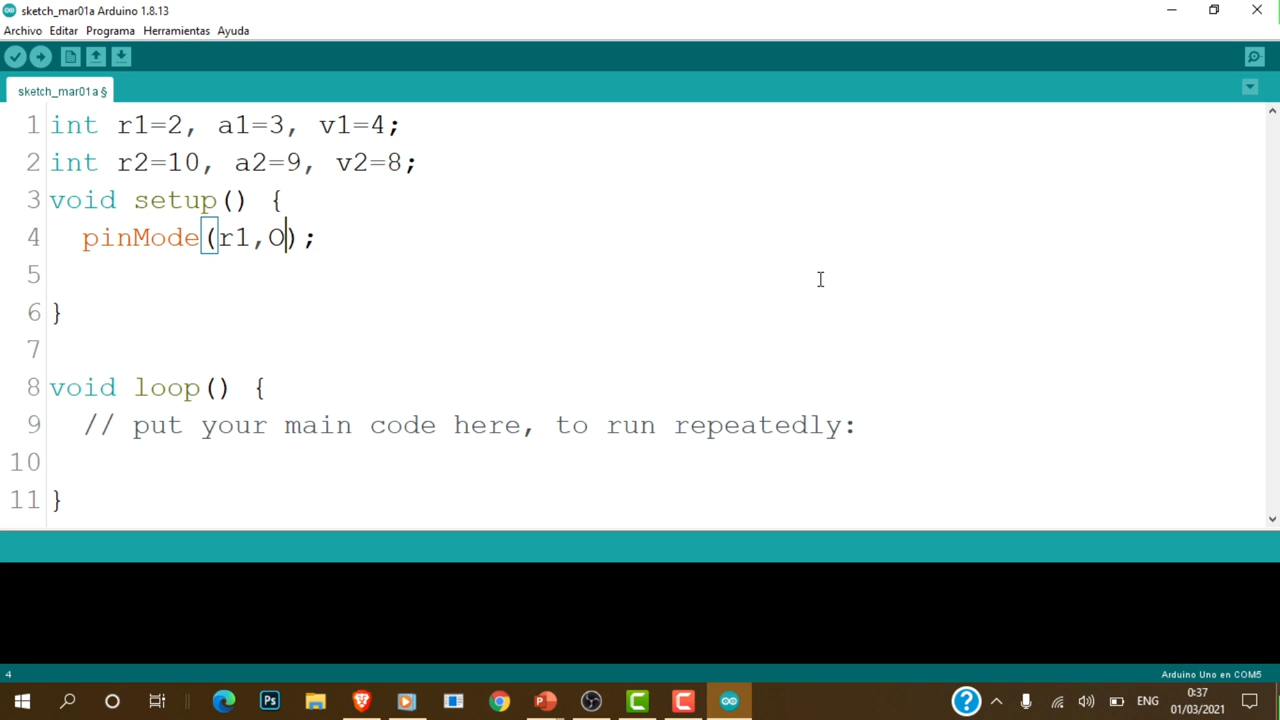 sketch_mar01a Arduino 1.8.13
Archivo Editar Programa Herramientas Ayuda
sketch_mar01a §
1 int r1=2, a1=3, v1=4;
2 int r2=10, a2=9, v2=8;
3 void setup() {
4 pinMode(r1,O);
5
6 }
7
8 void loop() {
9 // put your main code here, to run repeatedly:
10
11 }
4 Arduino Uno en COM5
Ps ? ENG 0:37
01/03/2021